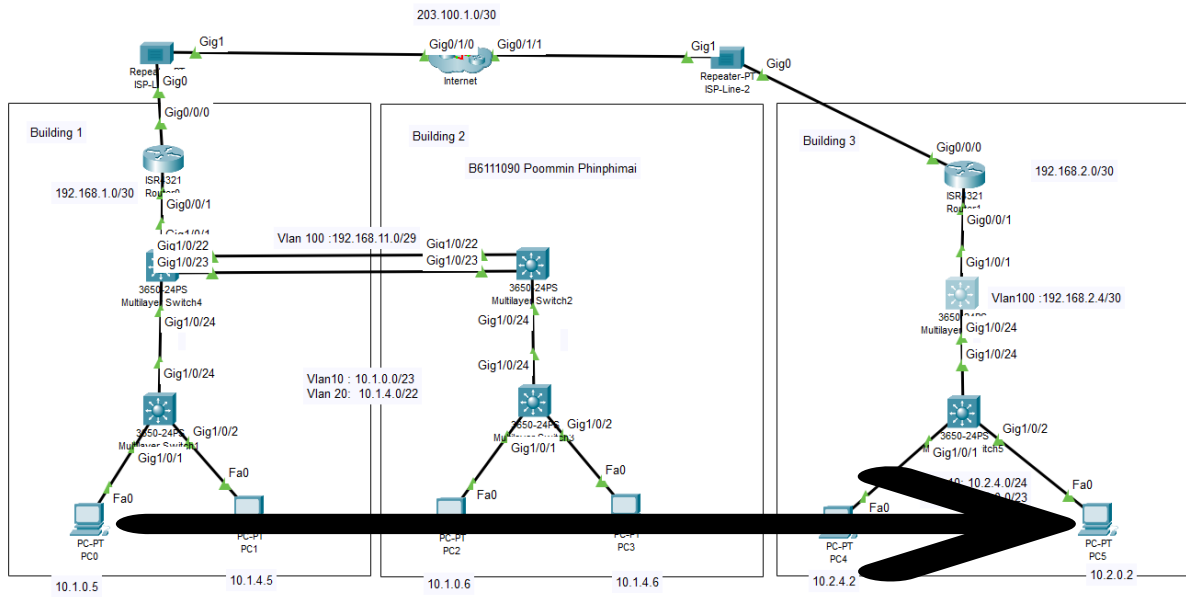 203.100.1.0/30
Gig1
Gig0/1/0
Gig0/1/1
Gig1
Internet
ISP-L
Gig0
Repeater-PT
ISP-Line-2
Gig0
Building 1
Gig0/0/0
Building 2
Building 3
Gig0/0/0
B6111090 Poommin Phinphimai
192.168.2.0/30
192.168.1.0/30
Gig0/0/1
Gig0/0/1
Gig1/0/22
Vlan 100 :192.168.11.0/29
Gig1/0/22
Gig1/0/23
Gig1/0/23
Gig1/0/1
3650-24PS
Multilayer Switch4
3650-24PS
Multilayer Switch2
Vlan100 :192.168.2.4/30
Gig1/0/24
Gig1/0/24
Gig1/0/24
Gig1/0/24
Gig1/0/24
Gig1/0/24
Vlan10 : 10.1.0.0/23
Vlan 20: 10.1.4.0/22
3650-24PS
Gig1/0/2
Gig1/0/1
3650-24PS
Gig1/0/2
Gig1/0/1
3650-24PS
Gig1/0/2
Gig1/0/1
10.2.4.0/24
Fa0
Fa0
Fa0
Fa0
Fa0
Fa0
PC-PT
PC0
PC-PT
PC1
PC-PT
PC2
PC-PT
PC3
PC-PT
PC4
PC-PT
PC5
10.1.0.5
10.1.4.5
10.1.0.6
10.1.4.6
10.2.4.2
10.2.0.2